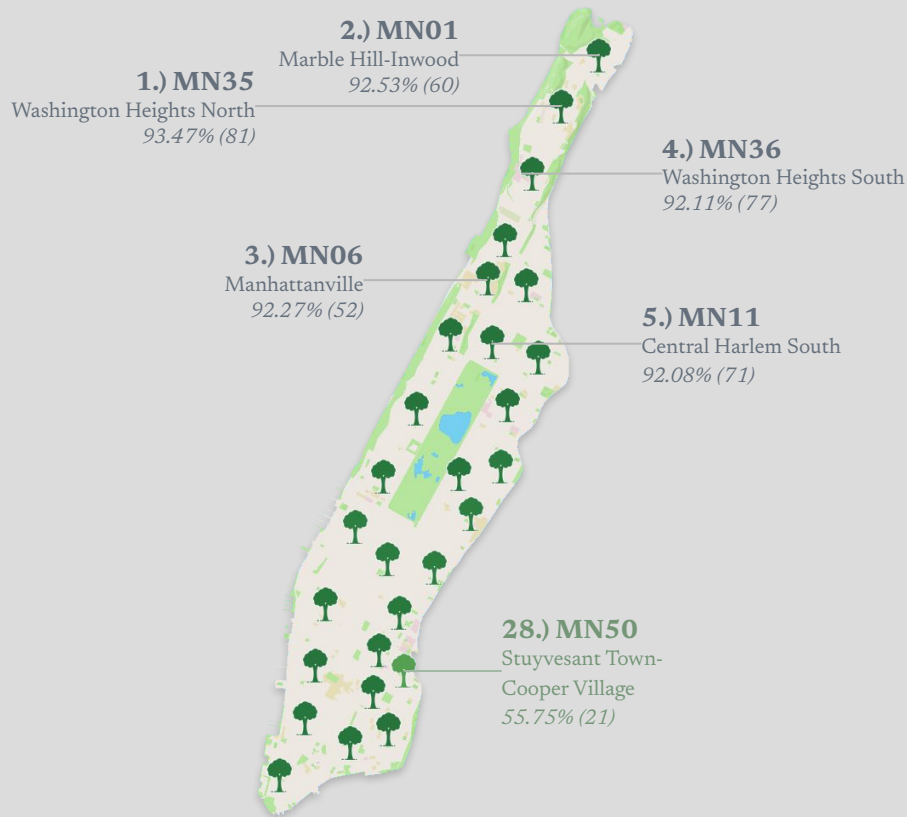 2.) MN01
Marble Hill-Inwood
92.53% (60)
1.) MN35
Washington Heights North
93.47% (81)
4.) MN36
Washington Heights South
92.11% (77)
3.) MN06
Manhattanville
92.27% (52)
5.) MN11
Central Harlem South
92.08% (71)
28.) MN50
Stuyvesant Town-
Cooper Village
55.75% (21)